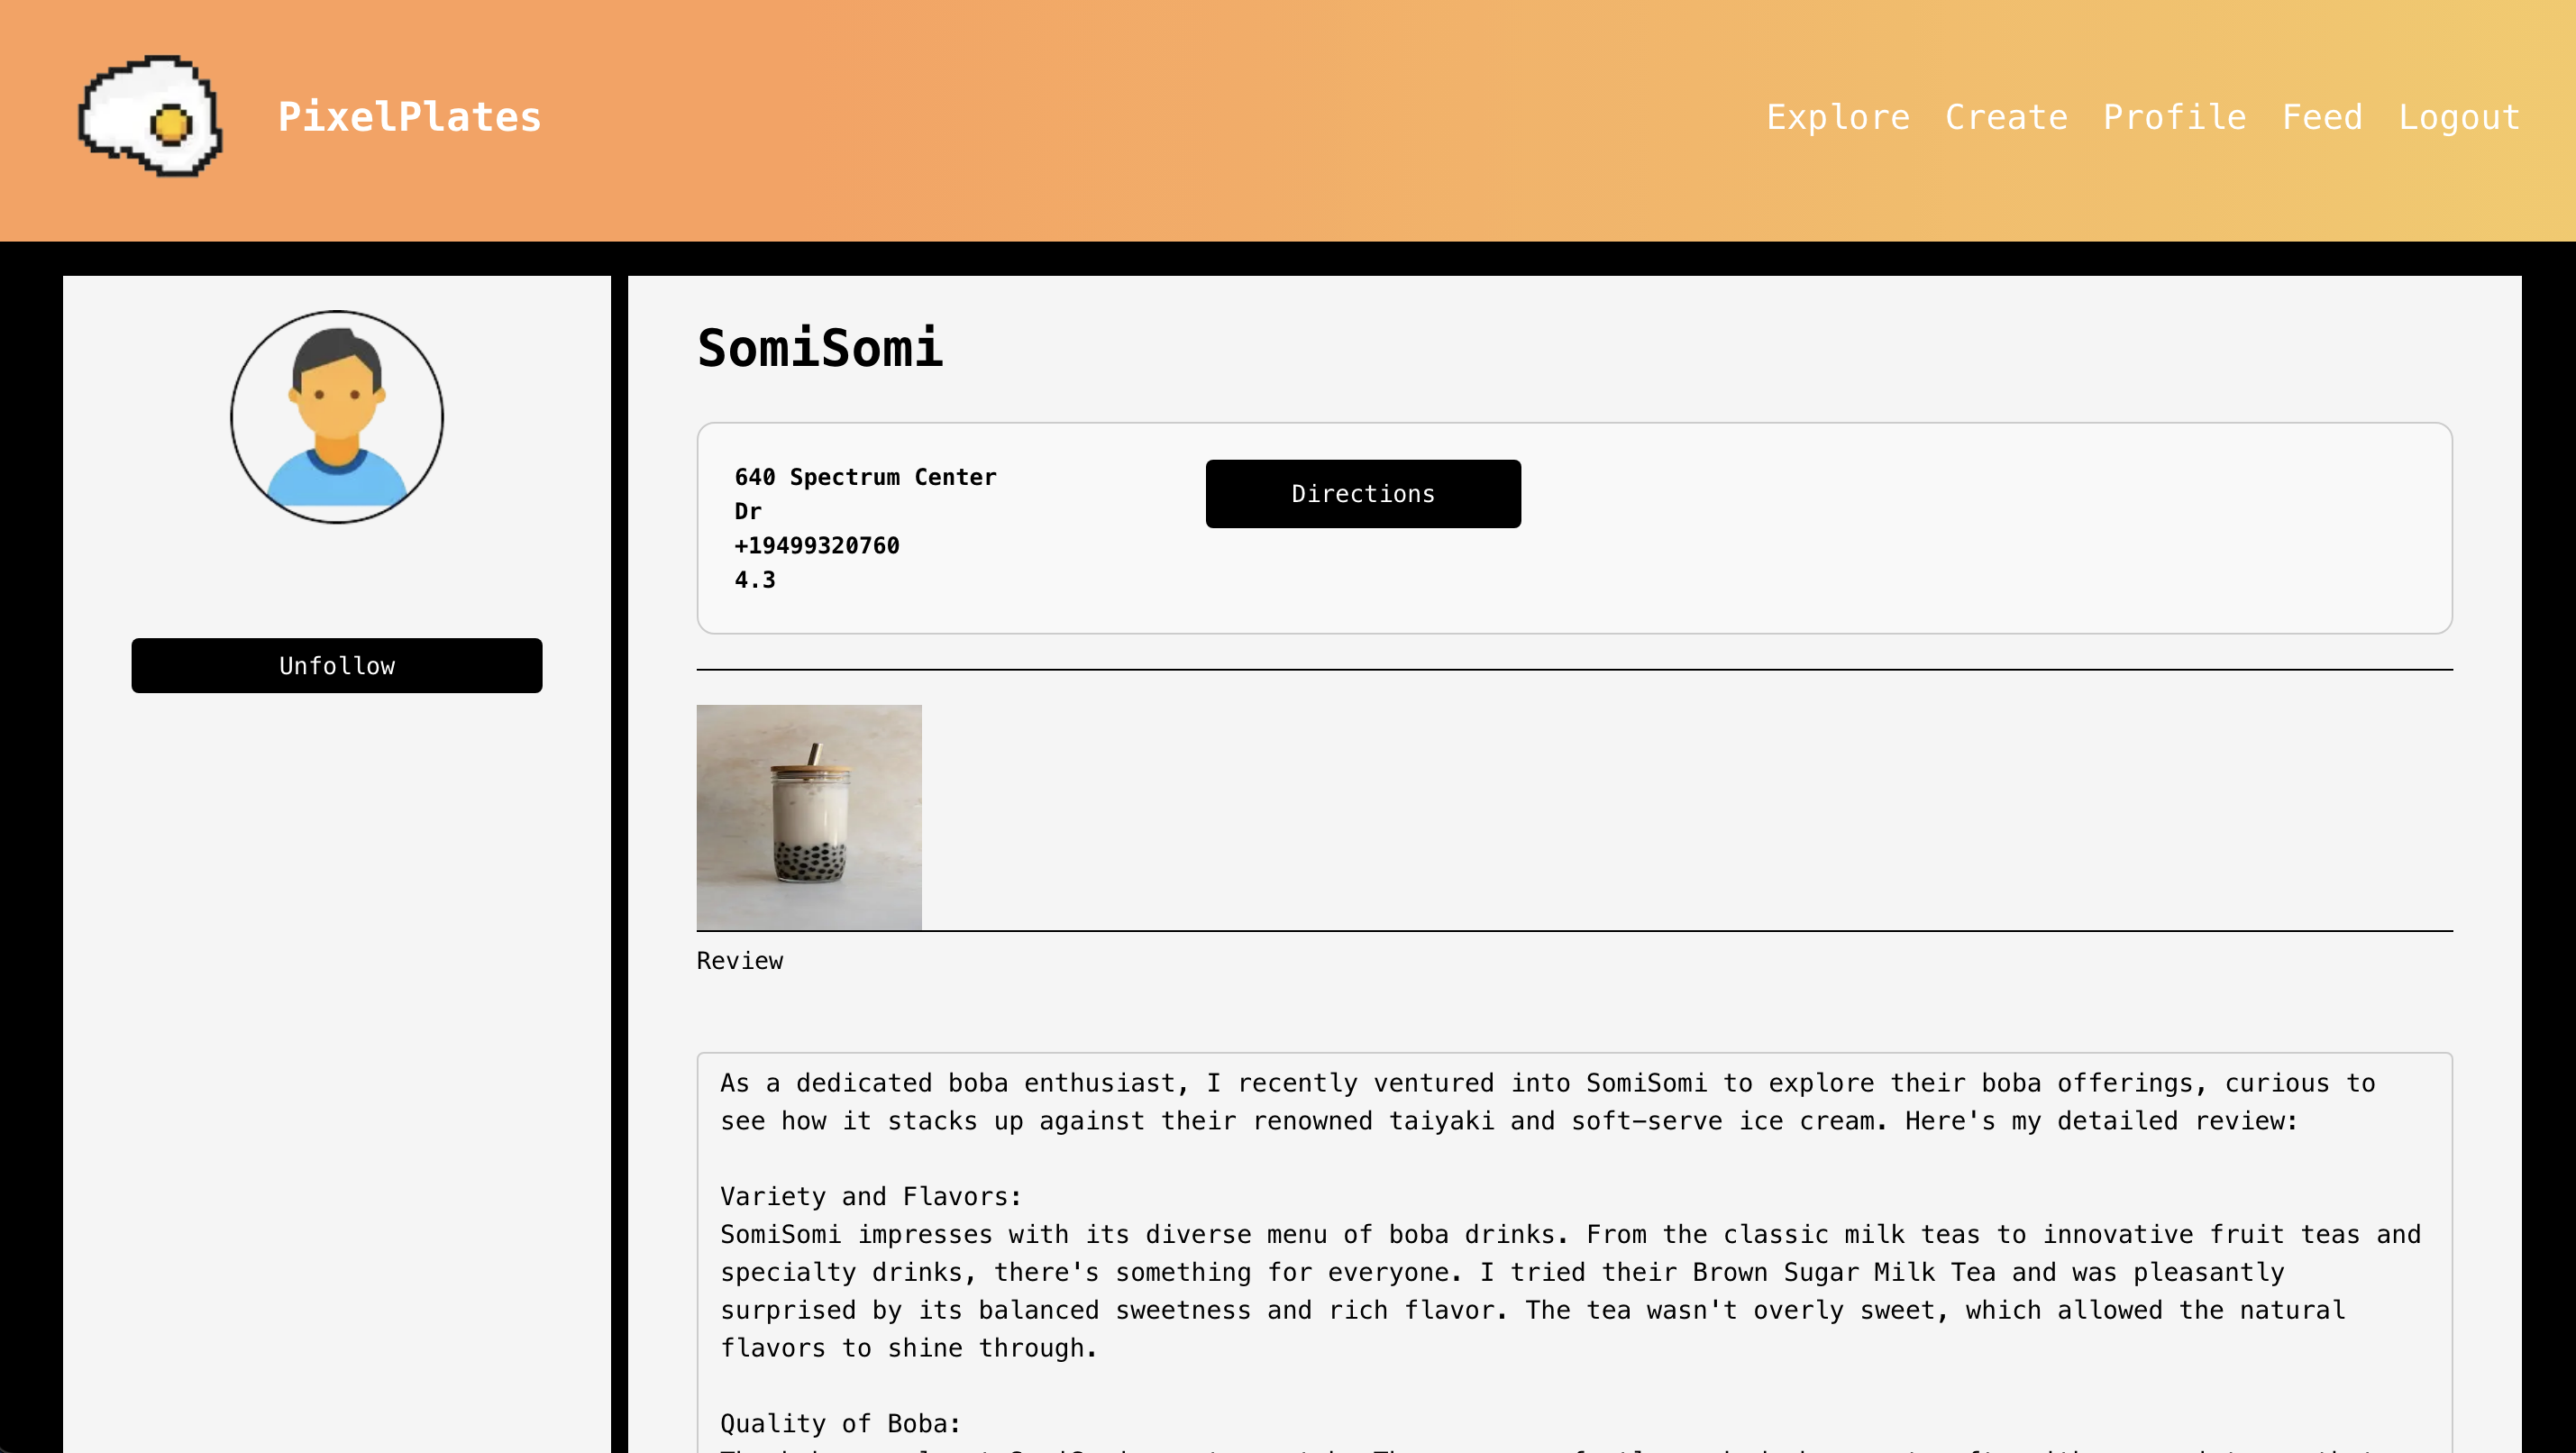 PixelPlates
Explore Create Profile Feed Logout
Unfollow
SomiSomi
640 Spectrum Center
Dr
+19499320760
4.3
Directions
Review
As a dedicated boba enthusiast, I recently ventured into SomiSomi to explore their boba offerings, curious to
see how it stacks up against their renowned taiyaki and soft-serve ice cream. Here's my detailed review:
Variety and Flavors:
SomiSomi impresses with its diverse menu of boba drinks. From the classic milk teas to innovative fruit teas and
specialty drinks, there's something for everyone. I tried their Brown Sugar Milk Tea and was pleasantly
surprised by its balanced sweetness and rich flavor. The tea wasn't overly sweet, which allowed the natural
flavors to shine through.
Quality of Boba: